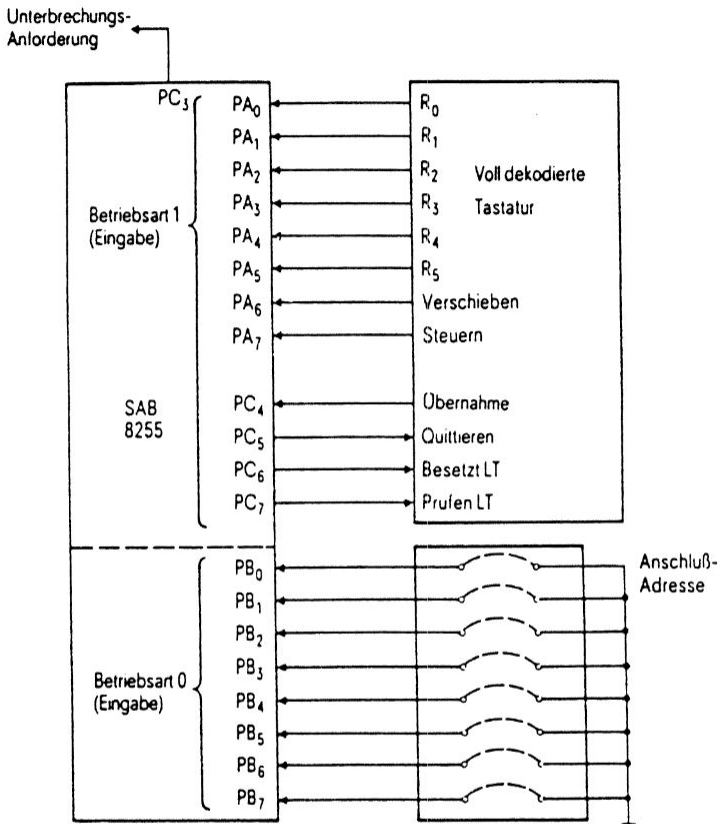 Unterbrechungs-
Anforderung
PC₃
PA₀
R₀
PA₁
R₁
PA₂
R₂
Voll dekodierte
PA₃
R₃
Tastatur
Betriebsart 1
(Eingabe)
PA₄
R₄
PA₅
R₅
PA₆
Verschieben
PA₇
Steuern
SAB
8255
PC₄
Übernahme
PC₅
Quittieren
PC₆
Besetzt LT
PC₇
Prufen LT
PB₀
Anschluß-
Adresse
PB₁
PB₂
PB₃
Betriebsart 0
(Eingabe)
PB₄
PB₅
PB₆
PB₇